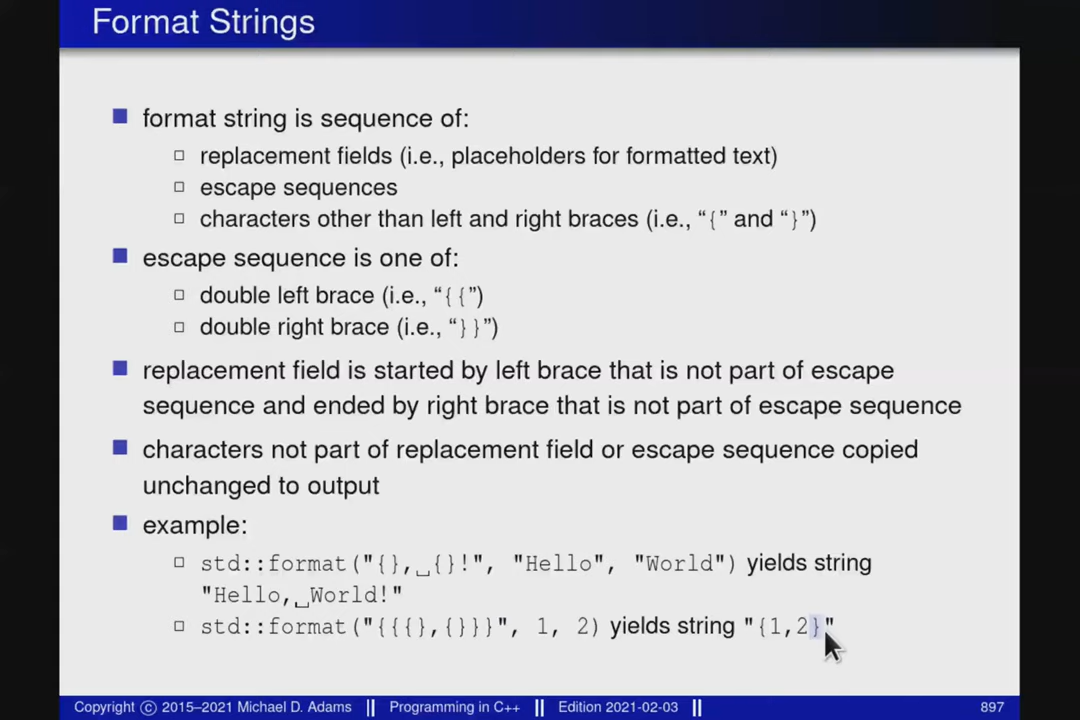 Format Strings
format string is sequence of:
replacement fields (i.e., placeholders for formatted text)
escape sequences
characters other than left and right braces (i.e., “{” and “}”)
escape sequence is one of:
double left brace (i.e., “{{”)
double right brace (i.e., “}}”)
replacement field is started by left brace that is not part of escape
sequence and ended by right brace that is not part of escape sequence
characters not part of replacement field or escape sequence copied
unchanged to output
example:
std::format("{},␣{}!", "Hello", "World") yields string
"Hello,␣World!"
std::format("{{{},{}}}", 1, 2) yields string "{1,2}"
Copyright © 2015–2021 Michael D. Adams Programming in C++ Edition 2021-02-03 897